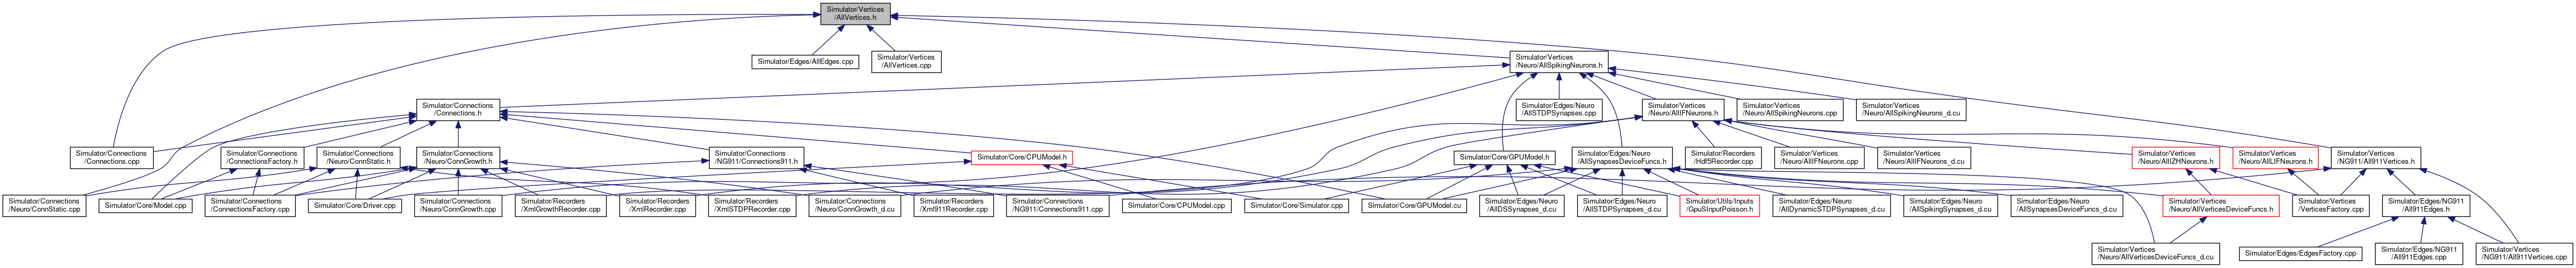 Simulator/Vertices
/AllVertices.h
Simulator/Edges/AllEdges.cpp
Simulator/Vertices
/AllVertices.cpp
Simulator/Vertices
/Neuro/AllSpikingNeurons.h
Simulator/Connections
/Connections.h
Simulator/Edges/Neuro
/AllSTDPSynapses.cpp
Simulator/Vertices
/Neuro/AllIFNeurons.h
Simulator/Vertices
/Neuro/AllSpikingNeurons.cpp
Simulator/Vertices
/Neuro/AllSpikingNeurons_d.cu
Simulator/Connections
/Connections.cpp
Simulator/Connections
/ConnectionsFactory.h
Simulator/Connections
/Neuro/ConnStatic.h
Simulator/Connections
/Neuro/ConnGrowth.h
Simulator/Connections
/NG911/Connections911.h
Simulator/Core/CPUModel.h
Simulator/Core/GPUModel.h
Simulator/Edges/Neuro
/AllSynapsesDeviceFuncs.h
Simulator/Recorders
/Hdf5Recorder.cpp
Simulator/Vertices
/Neuro/AllIFNeurons.cpp
Simulator/Vertices
/Neuro/AllIFNeurons_d.cu
Simulator/Vertices
/Neuro/AllIZHNeurons.h
Simulator/Vertices
/Neuro/AllLIFNeurons.h
Simulator/Vertices
/NG911/All911Vertices.h
Simulator/Connections
/Neuro/ConnStatic.cpp
Simulator/Core/Model.cpp
Simulator/Connections
/ConnectionsFactory.cpp
Simulator/Core/Driver.cpp
Simulator/Connections
/Neuro/ConnGrowth.cpp
Simulator/Recorders
/XmlGrowthRecorder.cpp
Simulator/Recorders
/XmlRecorder.cpp
Simulator/Recorders
/XmlSTDPRecorder.cpp
Simulator/Connections
/Neuro/ConnGrowth_d.cu
Simulator/Recorders
/Xml911Recorder.cpp
Simulator/Connections
/NG911/Connections911.cpp
Simulator/Core/CPUModel.cpp
Simulator/Core/Simulator.cpp
Simulator/Core/GPUModel.cu
Simulator/Edges/Neuro
/AllDSSynapses_d.cu
Simulator/Edges/Neuro
/AllSTDPSynapses_d.cu
Simulator/Utils/Inputs
/GpuSInputPoisson.h
Simulator/Edges/Neuro
/AllDynamicSTDPSynapses_d.cu
Simulator/Edges/Neuro
/AllSpikingSynapses_d.cu
Simulator/Edges/Neuro
/AllSynapsesDeviceFuncs_d.cu
Simulator/Vertices
/Neuro/AllVerticesDeviceFuncs.h
Simulator/Vertices
/VerticesFactory.cpp
Simulator/Edges/NG911
/All911Edges.h
Simulator/Vertices
/Neuro/AllVerticesDeviceFuncs_d.cu
Simulator/Edges/EdgesFactory.cpp
Simulator/Edges/NG911
/All911Edges.cpp
Simulator/Vertices
/NG911/All911Vertices.cpp